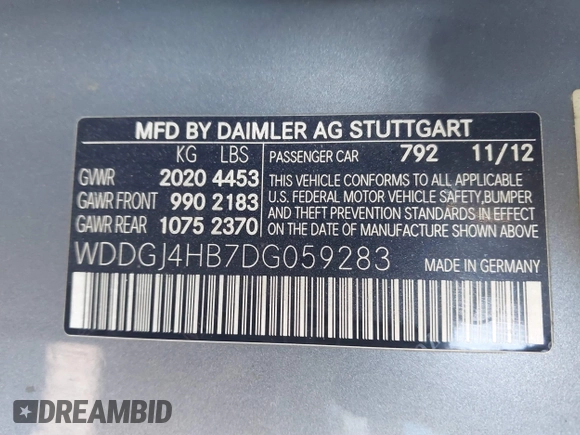 MFD BY DAIMLER AG STUTTGART
KG LBS
GVWR 2020 4453
GAWR FRONT 990 2183
GAWR REAR 1075 2370
PASSENGER CAR 792 11/12
THIS VEHICLE CONFORMS TO ALL APPLICABLE
U.S. FEDERAL MOTOR VEHICLE SAFETY, BUMPER
AND THEFT PREVENTION STANDARDS IN EFFECT
ON THE DATE OF MANUFACTURE SHOWN ABOVE.
WDDGJ4HB7DG059283 MADE IN GERMANY
DREAMBID